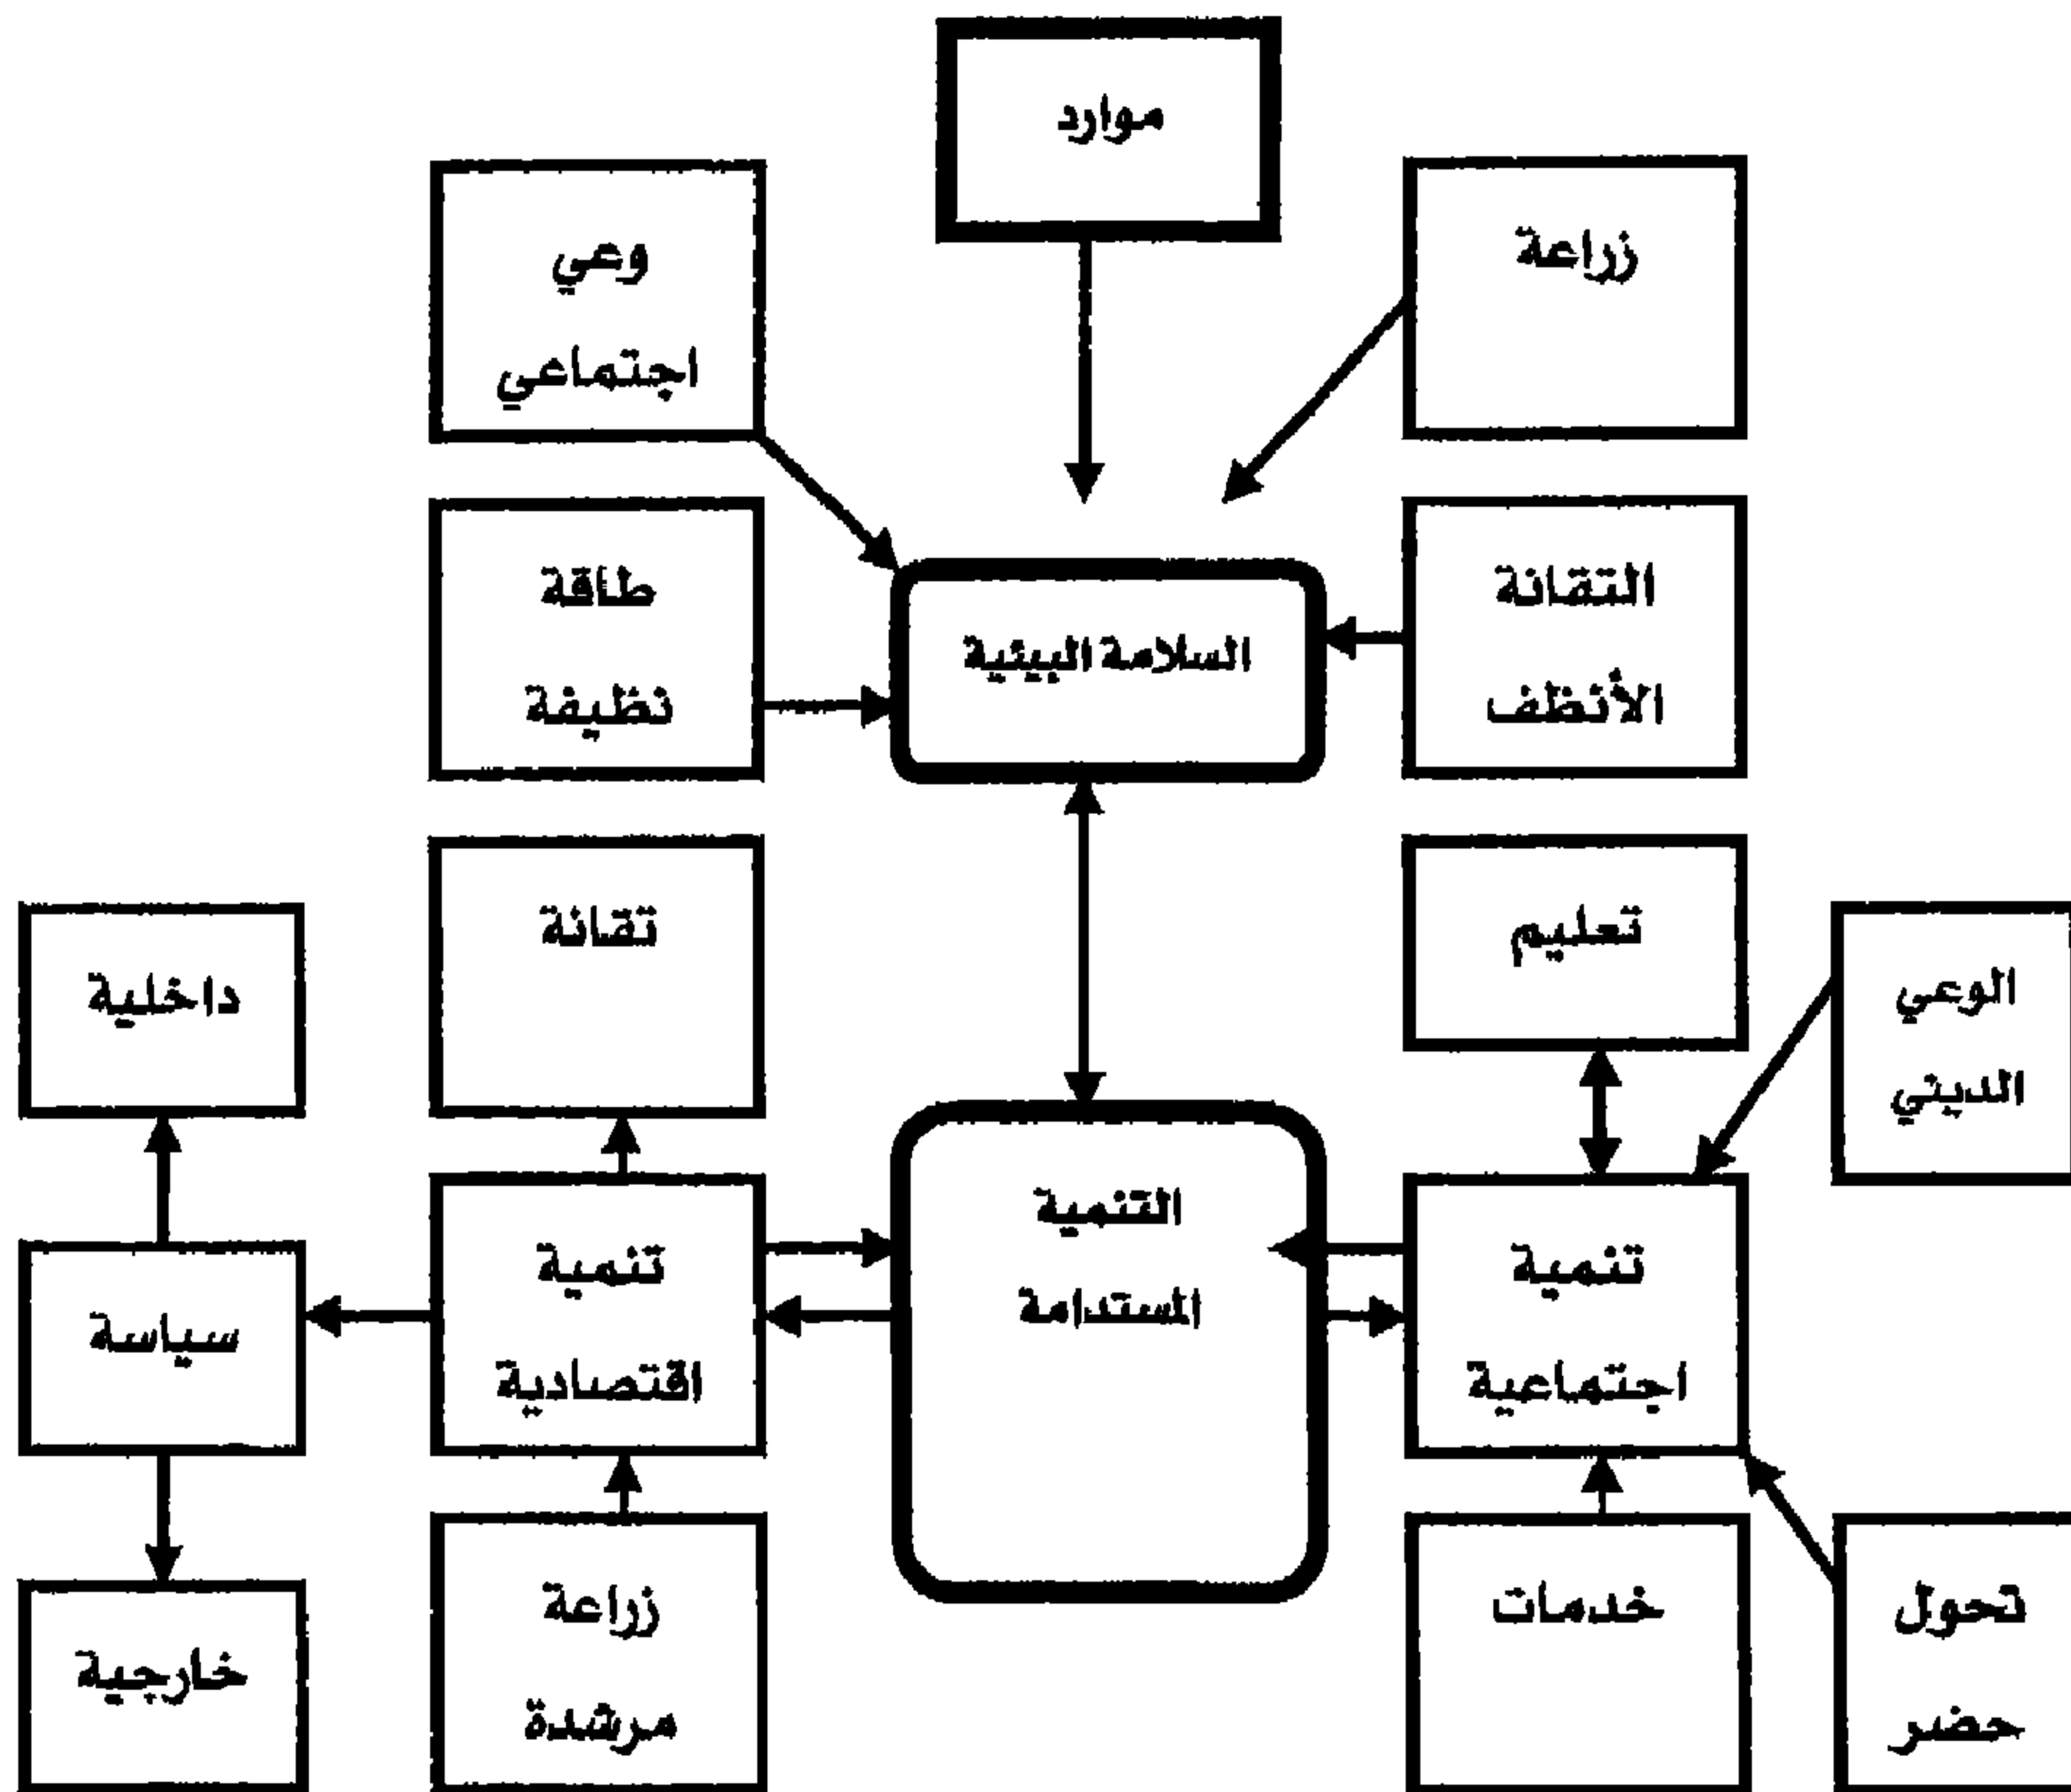 موارد
زراعة
وعي
اجتماعي
التقانة
الأنظف
السلامة البيئية
طاقة
نظيفة
تعليم
الوعي
الديني
تقانة
داخلية
تنمية
اجتماعية
التنمية
المستدامة
تنمية
اقتصادية
سياسة
تحول
حضر
خدمات
زراعة
مرشدة
خارجية